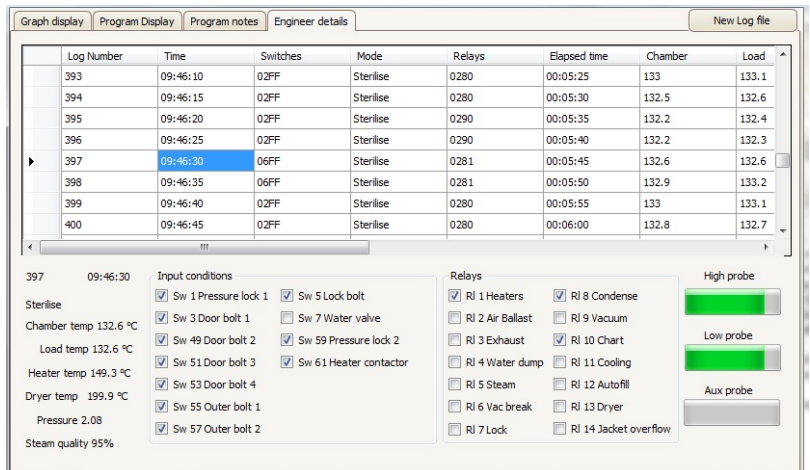 Graph display Program Display Program notes Engineer details New Log file
Log Number Time Switches Mode Relays Elapsed time Chamber Load
393 09:46:10 02FF Sterilise 0280 00:05:25 133 133.1
394 09:46:15 02FF Sterilise 0280 00:05:30 132.5 132.6
395 09:46:20 02FF Sterilise 0290 00:05:35 132.2 132.4
396 09:46:25 02FF Sterilise 0290 00:05:40 132.2 132.3
397 09:46:30 06FF Sterilise 0281 00:05:45 132.6 132.6
398 09:46:35 06FF Sterilise 0281 00:05:50 132.9 133.2
399 09:46:40 02FF Sterilise 0280 00:05:55 133 133.1
400 09:46:45 02FF Sterilise 0280 00:06:00 132.8 132.7
397 09:46:30
Sterilise
Chamber temp 132.6 ºC
Load temp 132.6 ºC
Heater temp 149.3 ºC
Dryer temp 199.9 ºC
Pressure 2.08
Steam quality 95%
Input conditions
Sw 1 Pressure lock 1 Sw 5 Lock bolt
Sw 3 Door bolt 1 Sw 7 Water valve
Sw 49 Door bolt 2 Sw 59 Pressure lock 2
Sw 51 Door bolt 3 Sw 61 Heater contactor
Sw 53 Door bolt 4
Sw 55 Outer bolt 1
Sw 57 Outer bolt 2
Relays
Rl 1 Heaters Rl 8 Condense
Rl 2 Air Ballast Rl 9 Vacuum
Rl 3 Exhaust Rl 10 Chart
Rl 4 Water dump Rl 11 Cooling
Rl 5 Steam Rl 12 Autofill
Rl 6 Vac break Rl 13 Dryer
Rl 7 Lock Rl 14 Jacket overflow
High probe
Low probe
Aux probe